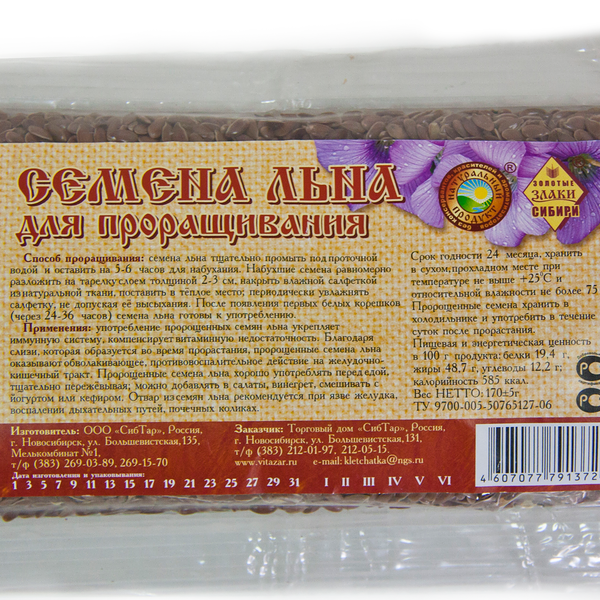 СЕМЕНА ЛЬНА
для проращивания
НАТУРАЛЬНЫЙ
ПРОДУКТ
®
ЗОЛОТЫЕ
ЗЛАКИ
СИБИРИ
Способ проращивания: семена льна тщательно промыть под проточной
водой и оставить на 5-6 часов для набухания. Набухшие семена равномерно
разложить на тарелку слоем толщиной 2-3 см, накрыть влажной салфеткой
из натуральной ткани, поставить в тёплое место; периодически увлажнять
салфетку, не допуская её высыхания. После появления первых белых корешков
(через 24-36 часов) семена льна готовы к употреблению.
Применения: употребление пророщенных семян льна укрепляет
иммунную систему, компенсирует витаминную недостаточность. Благодаря
слизи, которая образуется во время прорастания, пророщенные семена льна
оказывают обволакивающее, противовоспалительное действие на желудочно-
кишечный тракт. Пророщенные семена льна хорошо употреблять перед едой,
тщательно пережёвывая; можно добавлять в салаты, винегрет, смешивать с
йогуртом или кефиром. Отвар из семян льна рекомендуется при язве желудка,
воспалении дыхательных путей, почечных коликах.
Срок годности 24 месяца, хранить
в сухом, прохладном месте при
температуре не выше +25°С и
относительной влажности не более 75
Пророщенные семена хранить в
холодильнике и употребить в течение
суток после прорастания.
Пищевая и энергетическая ценность
в 100 г продукта: белки 19,4 г,
жиры 48,7 г, углеводы 12,2 г;
калорийность 585 ккал.
Вес НЕТТО: 170±5г.
ТУ 9700-005-50765127-06
Изготовитель: ООО «СибТар», Россия,
г. Новосибирск, ул. Большевистская, 135,
Мелькомбинат №1,
т/ф (383) 269-03-89, 269-15-70
Заказчик: Торговый дом «СибТар», Россия,
г. Новосибирск, ул. Большевистская, 131,
т/ф (383) 212-01-97, 212-05-15.
www.vitazar.ru e-mail: kletchatka@ngs.ru
Дата изготовления и упаковывания:
1 3 5 7 9 11 13 15 17 19 21 23 25 27 29 31 I II III IV V VI
4 607077 791372